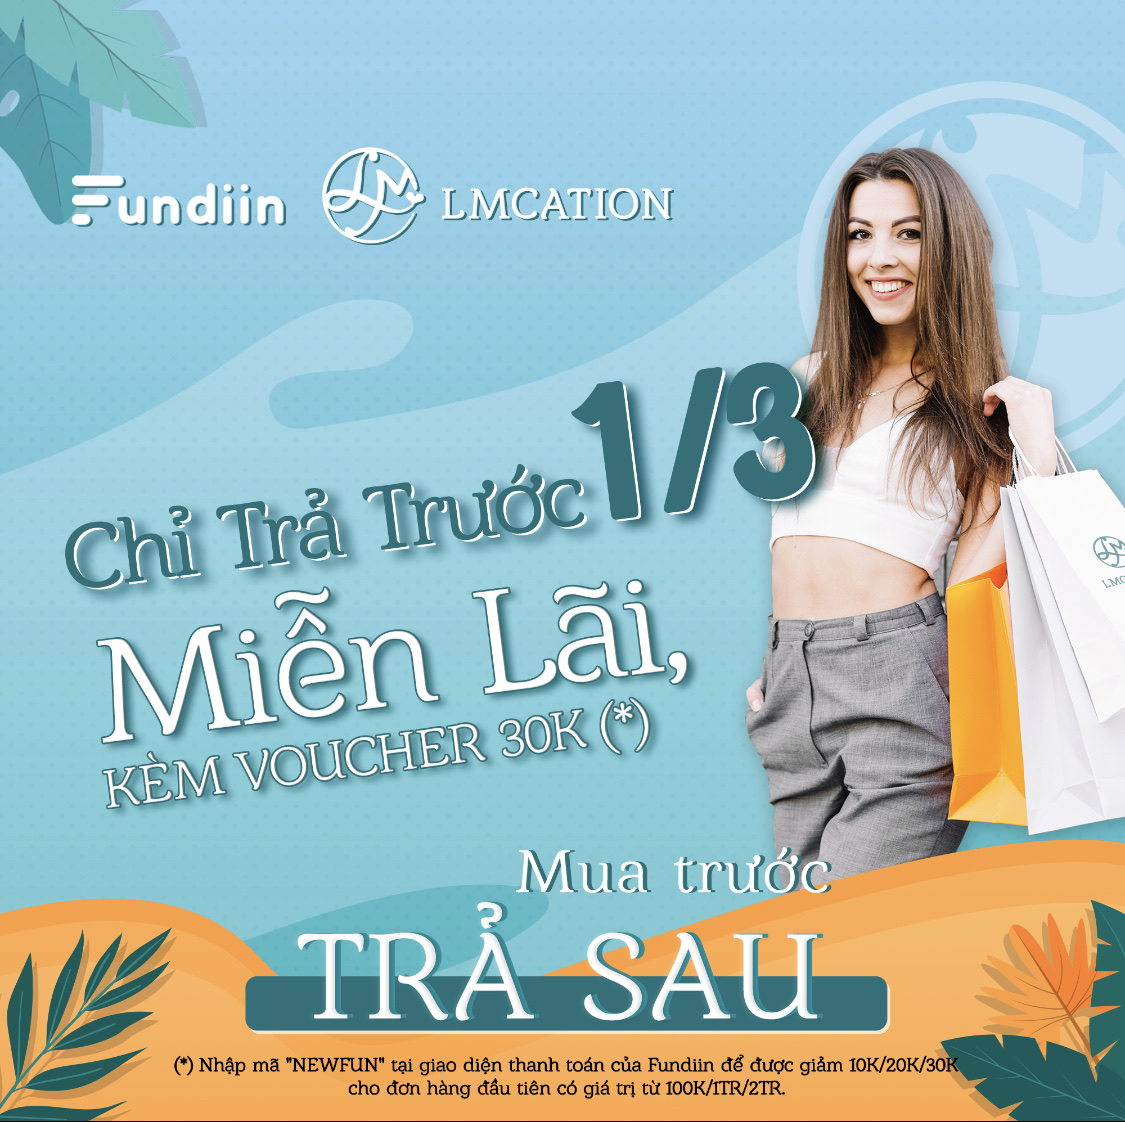 Fundiin LMCATION
Chỉ Trả Trước 1/3
Miễn Lãi,
KÈM VOUCHER 30K (*)
Mua trước
TRẢ SAU
(*) Nhập mã "NEWFUN" tại giao diện thanh toán của Fundiin để được giảm 10K/20K/30K
cho đơn hàng đầu tiên có giá trị từ 100K/1TR/2TR.